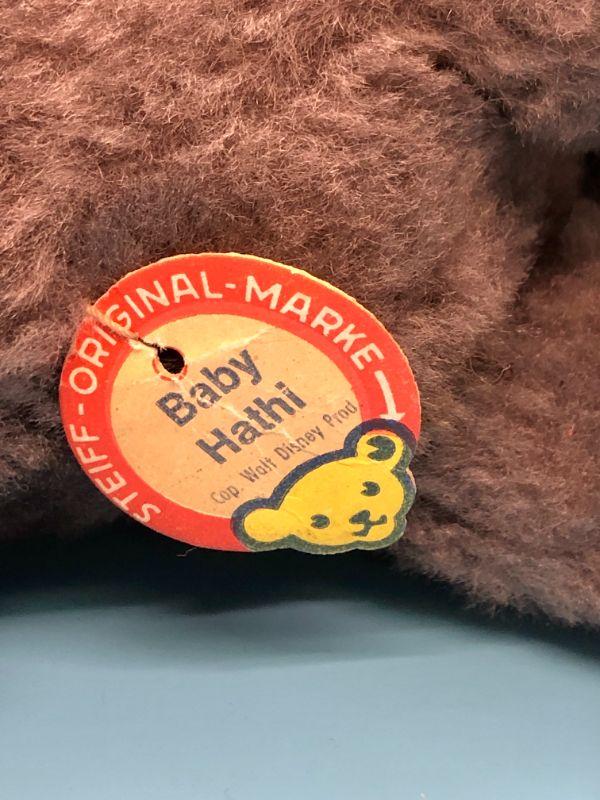 STEIFF-ORIGINAL-MARKE
Baby
Hathi
Cop. Walt Disney Prod.